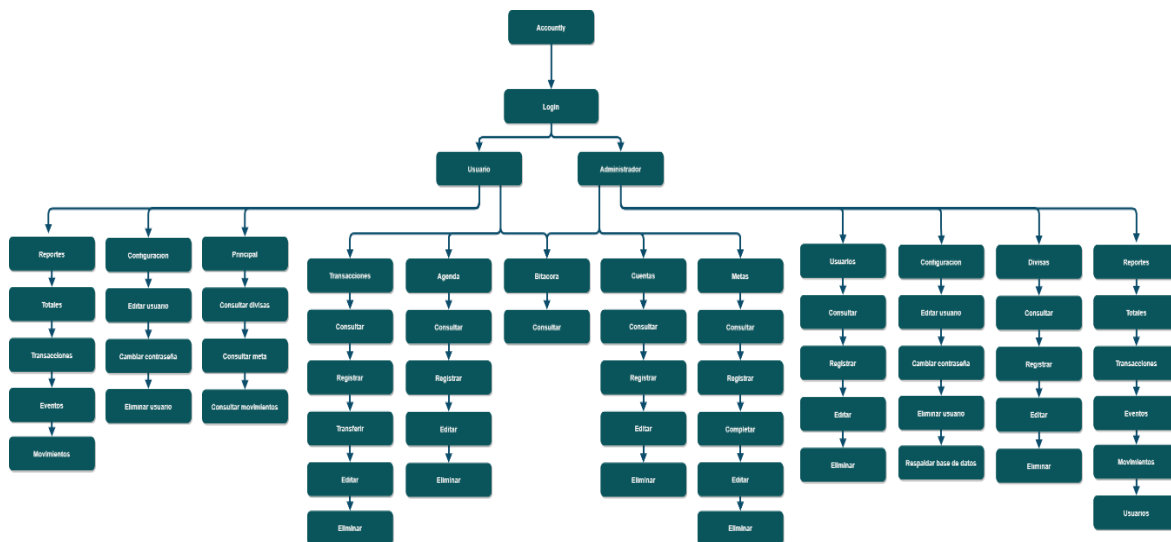 Accountly
Login
Usuario
Administrador
Reportes
Totales
Transacciones
Eventos
Movimientos
Configuracion
Editar usuario
Cambiar contraseña
Eliminar usuario
Principal
Consultar divisas
Consultar meta
Consultar movimientos
Transacciones
Consultar
Registrar
Transferir
Editar
Eliminar
Agenda
Consultar
Registrar
Editar
Eliminar
Bitacora
Consultar
Cuentas
Consultar
Registrar
Editar
Eliminar
Metas
Consultar
Registrar
Completar
Editar
Eliminar
Usuarios
Consultar
Registrar
Editar
Eliminar
Configuracion
Editar usuario
Cambiar contraseña
Eliminar usuario
Respaldar base de datos
Divisas
Consultar
Registrar
Editar
Eliminar
Reportes
Totales
Transacciones
Eventos
Movimientos
Usuarios